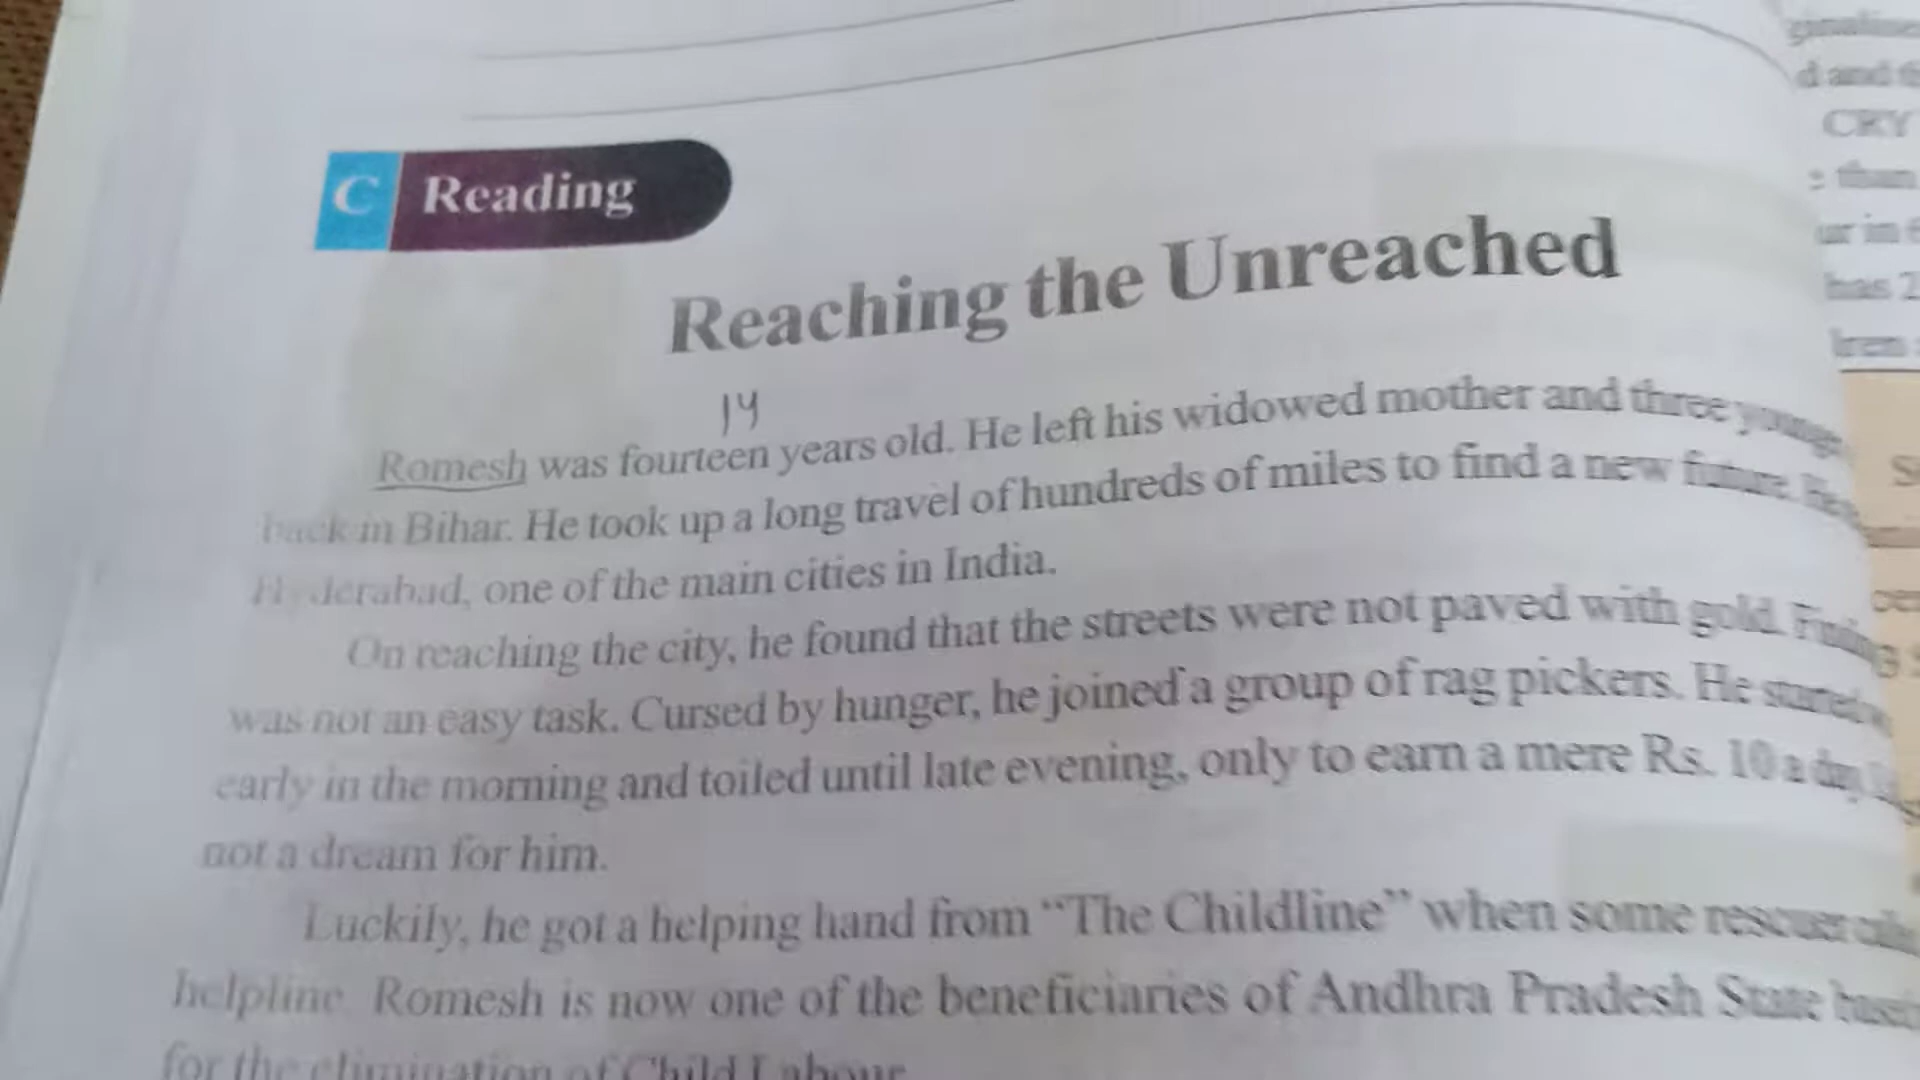 C Reading
Reaching the Unreached
14
Romesh was fourteen years old. He left his widowed mother and three
back in Bihar. He took up a long travel of hundreds of miles to find a new future.
Hyderabad, one of the main cities in India.
On reaching the city, he found that the streets were not paved with gold. Finding
was not an easy task. Cursed by hunger, he joined a group of rag pickers. He started
early in the morning and toiled until late evening, only to earn a mere Rs. 10 a day
not a dream for him.
Luckily, he got a helping hand from “The Childline” when some rescuer
helpline. Romesh is now one of the beneficiaries of Andhra Pradesh State
for the elimination of Child Labour
d and
CRY
than
has 2